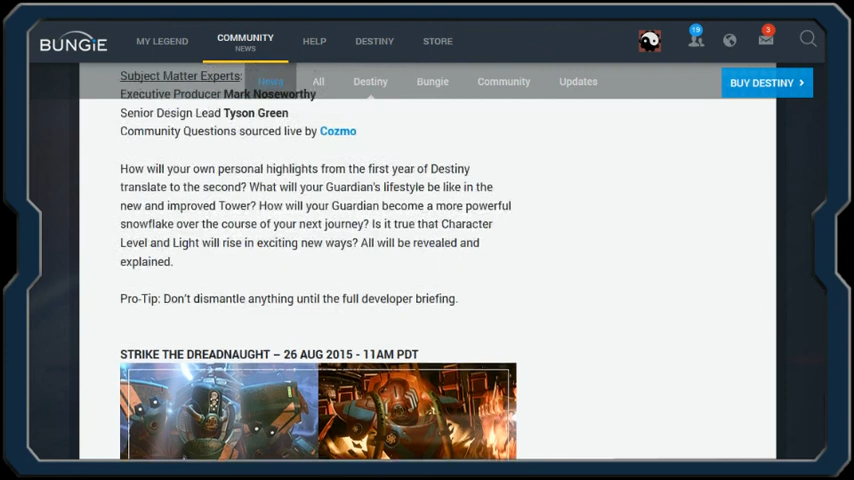 BUNGIE
MY LEGEND
COMMUNITY
NEWS
HELP
DESTINY
STORE
19
3
News
All
Destiny
Bungie
Community
Updates
BUY DESTINY >
Subject Matter Experts:
Executive Producer Mark Noseworthy
Senior Design Lead Tyson Green
Community Questions sourced live by Cozmo
How will your own personal highlights from the first year of Destiny
translate to the second? What will your Guardian's lifestyle be like in the
new and improved Tower? How will your Guardian become a more powerful
snowflake over the course of your next journey? Is it true that Character
Level and Light will rise in exciting new ways? All will be revealed and
explained.
Pro-Tip: Don't dismantle anything until the full developer briefing.
STRIKE THE DREADNAUGHT – 26 AUG 2015 - 11AM PDT